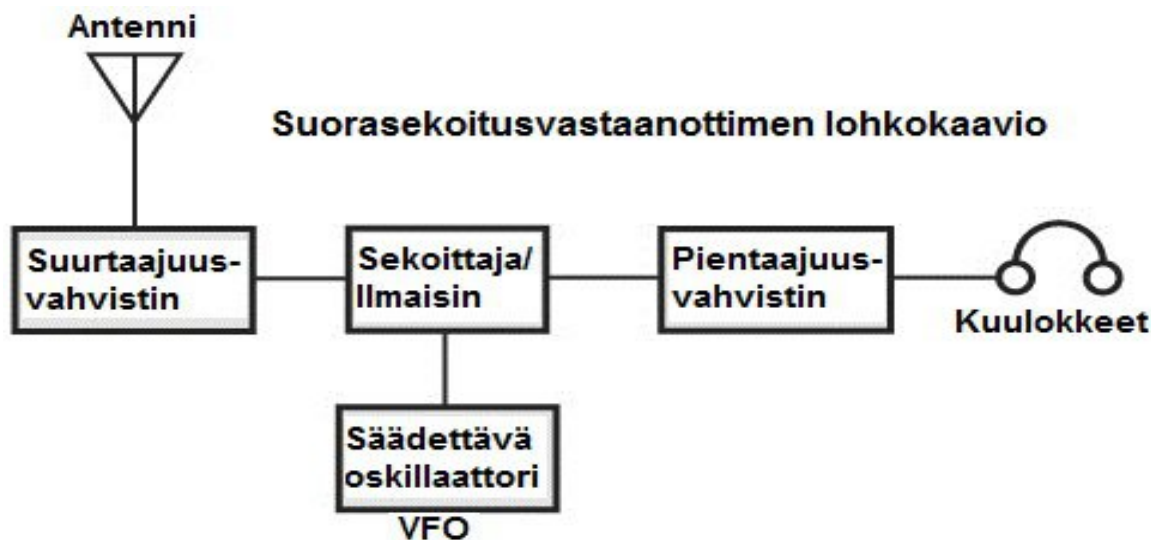 Antenni
Suorasekoitusvastaanottimen lohkokaavio
Suurtaajuus-
vahvistin
Sekoittaja/
Ilmaisin
Pientaajuus-
vahvistin
Kuulokkeet
Säädettävä
oskillaattori
VFO